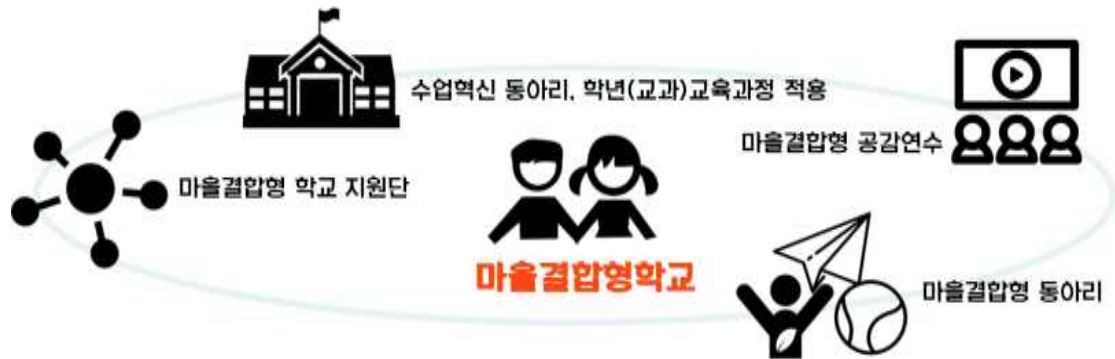 수업혁신 동아리, 학년(교과)교육과정 적용
마을결합형 공감연수
마을결합형 학교 지원단
마을결합형학교
마을결합형 동아리